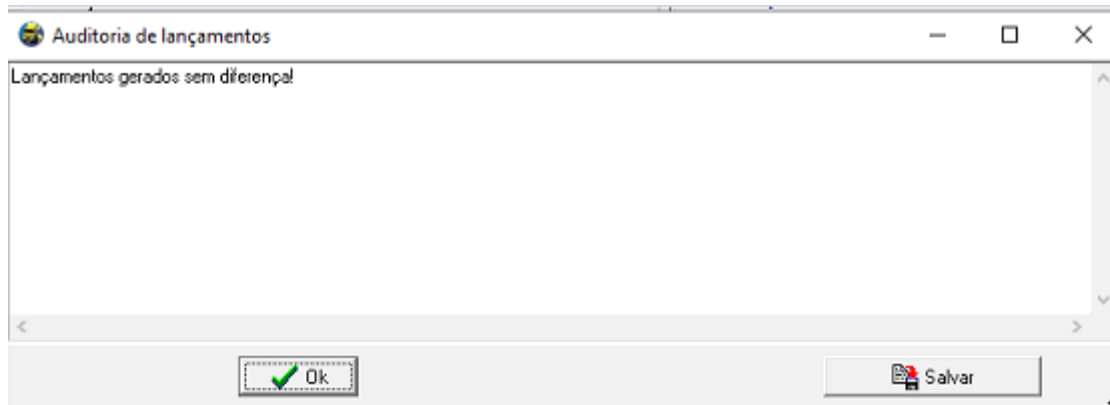 Auditoria de lançamentos
Lançamentos gerados sem diferença!
Ok
Salvar